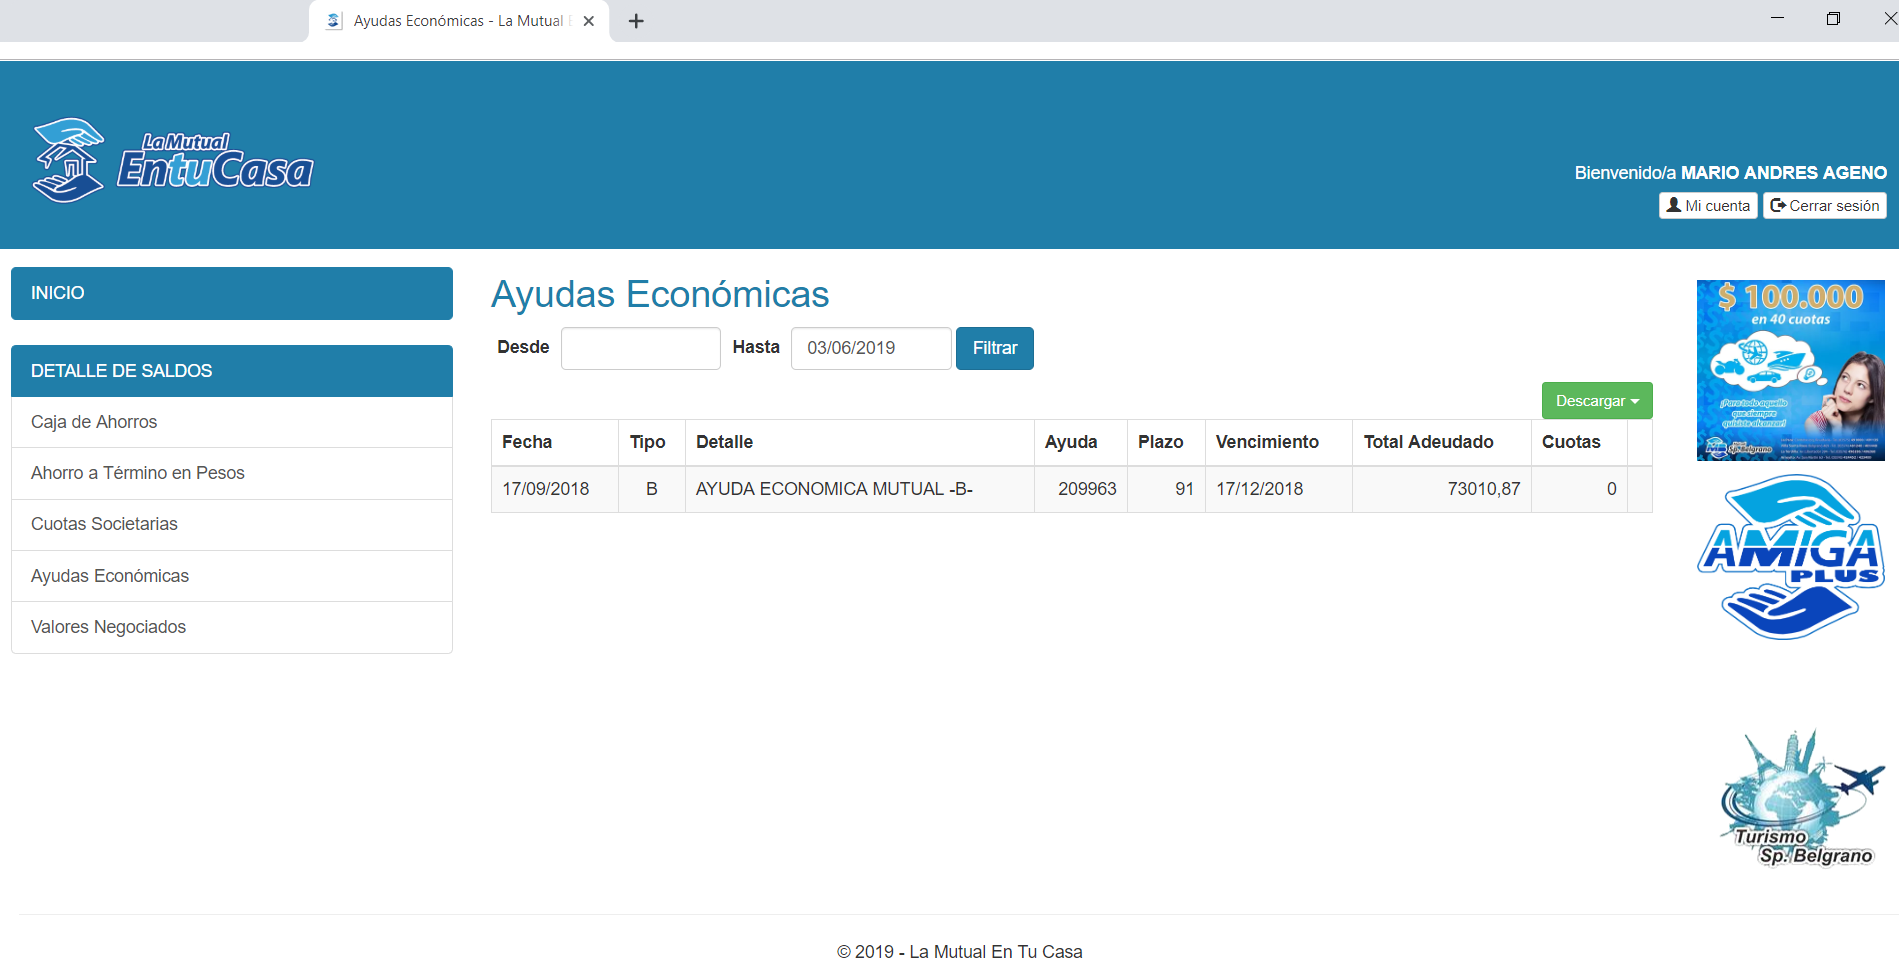 Ayudas Económicas - La Mutual
La Mutual
EntuCasa
Bienvenido/a MARIO ANDRES AGENO
Mi cuenta Cerrar sesión
INICIO
DETALLE DE SALDOS
Caja de Ahorros
Ahorro a Término en Pesos
Cuotas Societarias
Ayudas Económicas
Valores Negociados
Ayudas Económicas
Desde Hasta 03/06/2019 Filtrar
Descargar
Fecha Tipo Detalle Ayuda Plazo Vencimiento Total Adeudado Cuotas
17/09/2018 B AYUDA ECONOMICA MUTUAL -B- 209963 91 17/12/2018 73010,87 0
$ 100.000
en 40 cuotas
¡Para todo aquello
que siempre
quisiste alcanzar!
Sp. Belgrano
AMIGA
PLUS
Turismo
Sp. Belgrano
© 2019 - La Mutual En Tu Casa